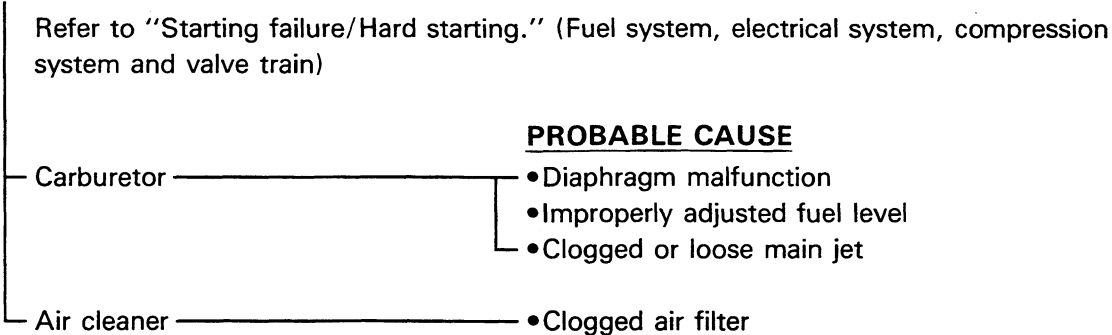 Refer to "Starting failure/Hard starting." (Fuel system, electrical system, compression
system and valve train)
PROBABLE CAUSE
Carburetor
•Diaphragm malfunction
•Improperly adjusted fuel level
•Clogged or loose main jet
Air cleaner
•Clogged air filter